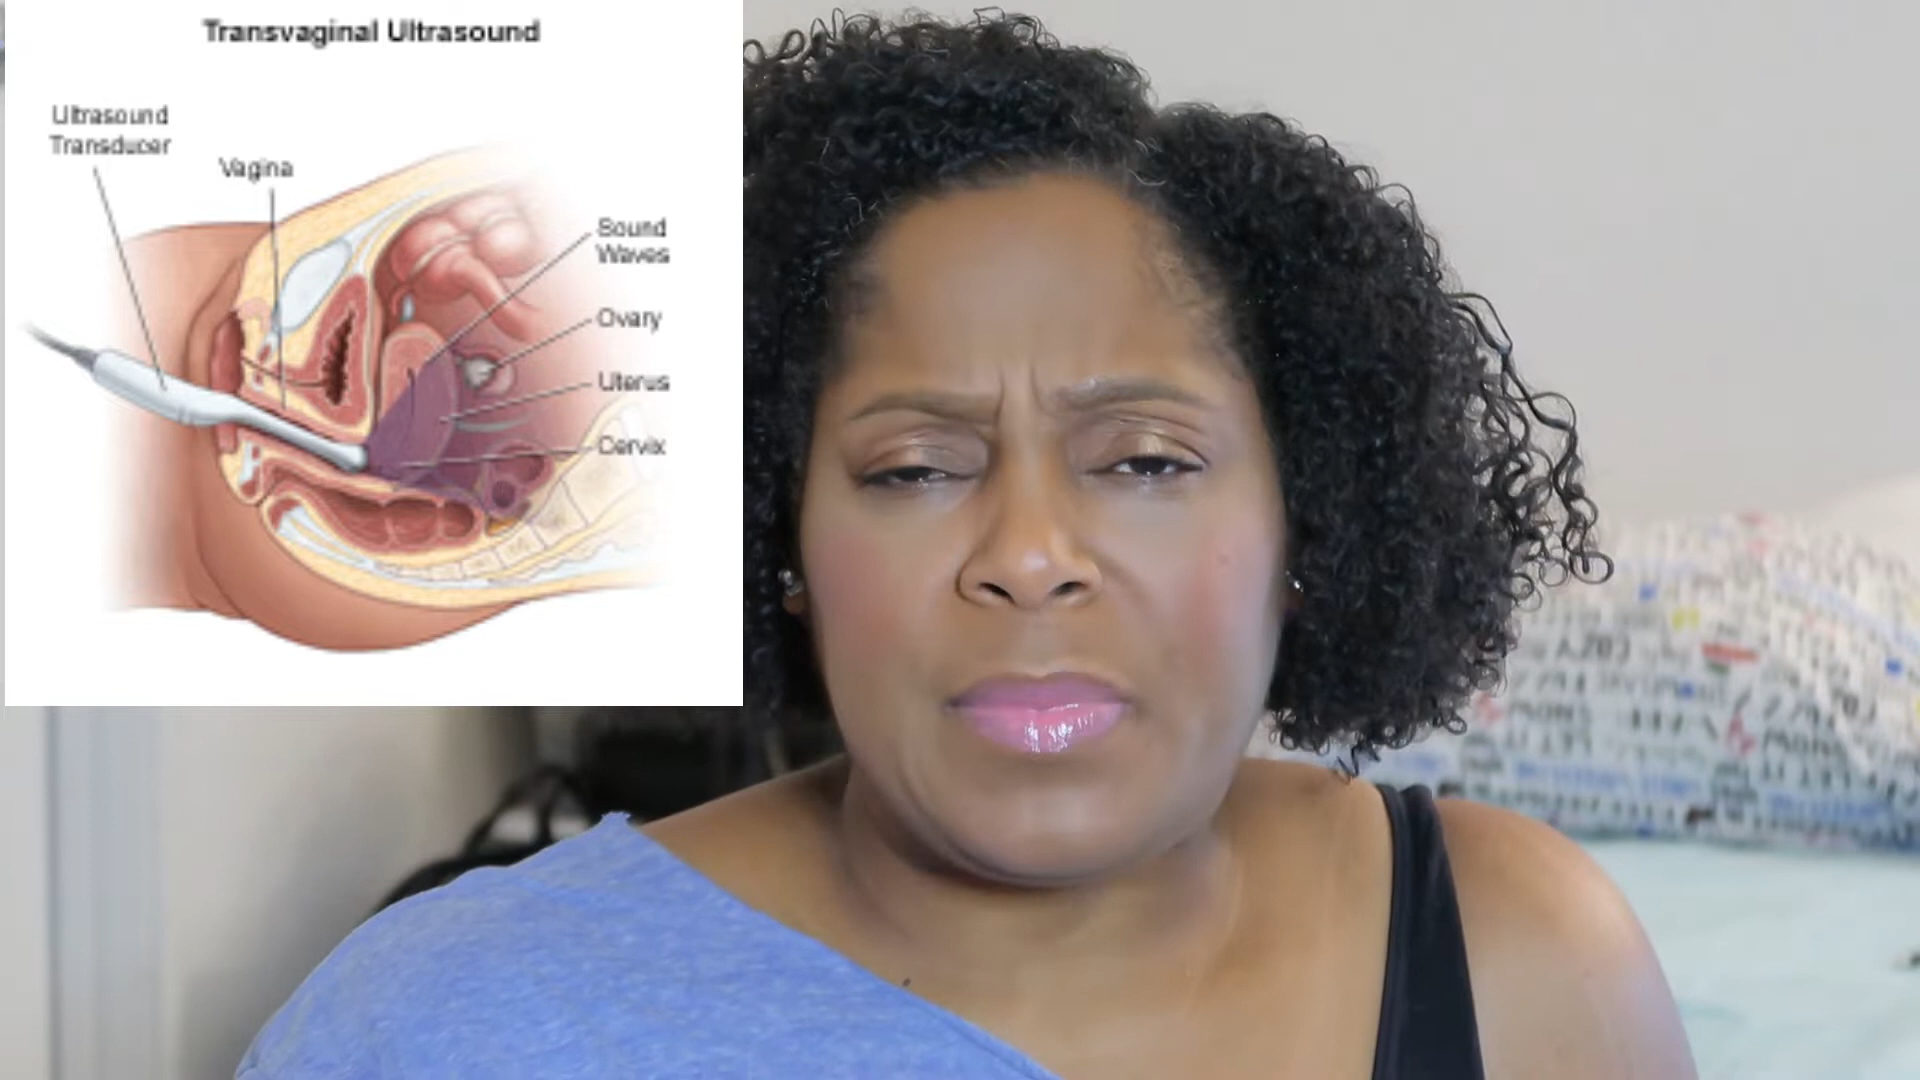 Transvaginal Ultrasound
Ultrasound
Transducer
Vagina
Sound
Waves
Ovary
Uterus
Cervix